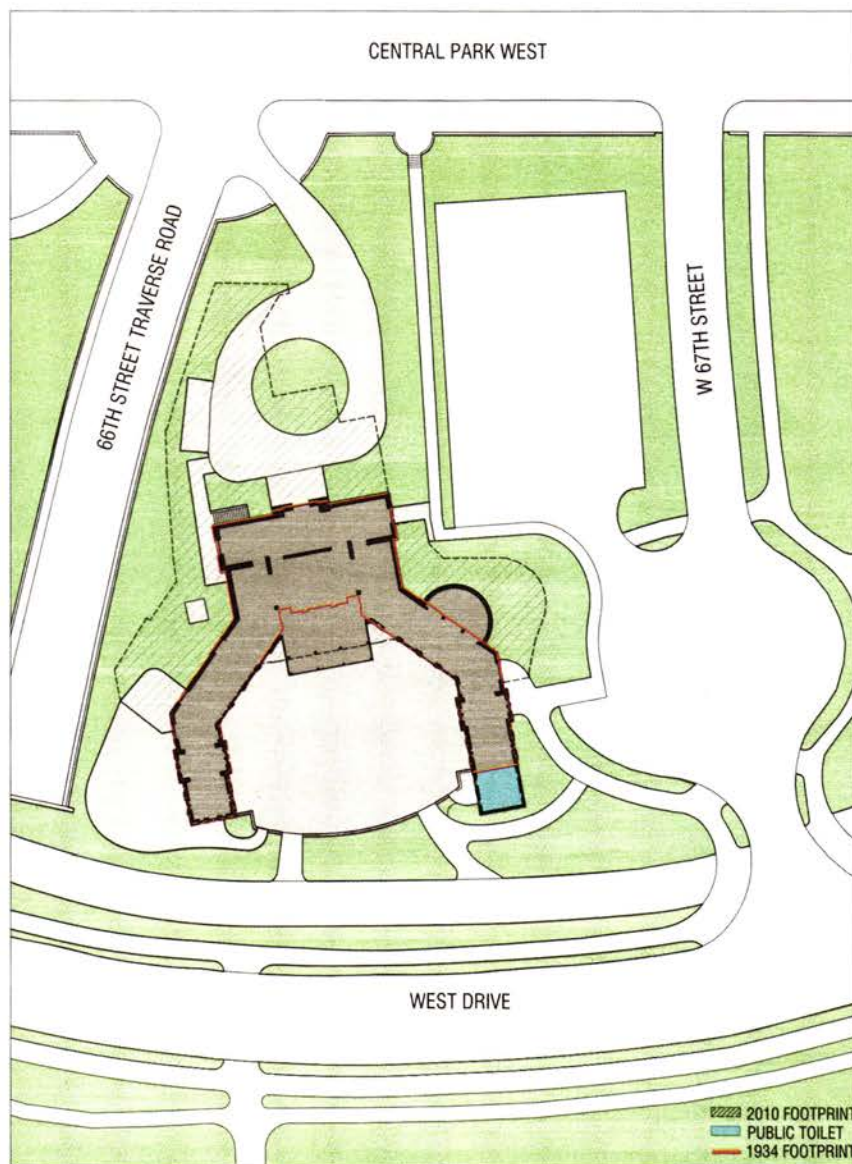 CENTRAL PARK WEST
66TH STREET TRAVERSE ROAD
W 67TH STREET
WEST DRIVE
2010 FOOTPRINT
PUBLIC TOILET
1934 FOOTPRINT